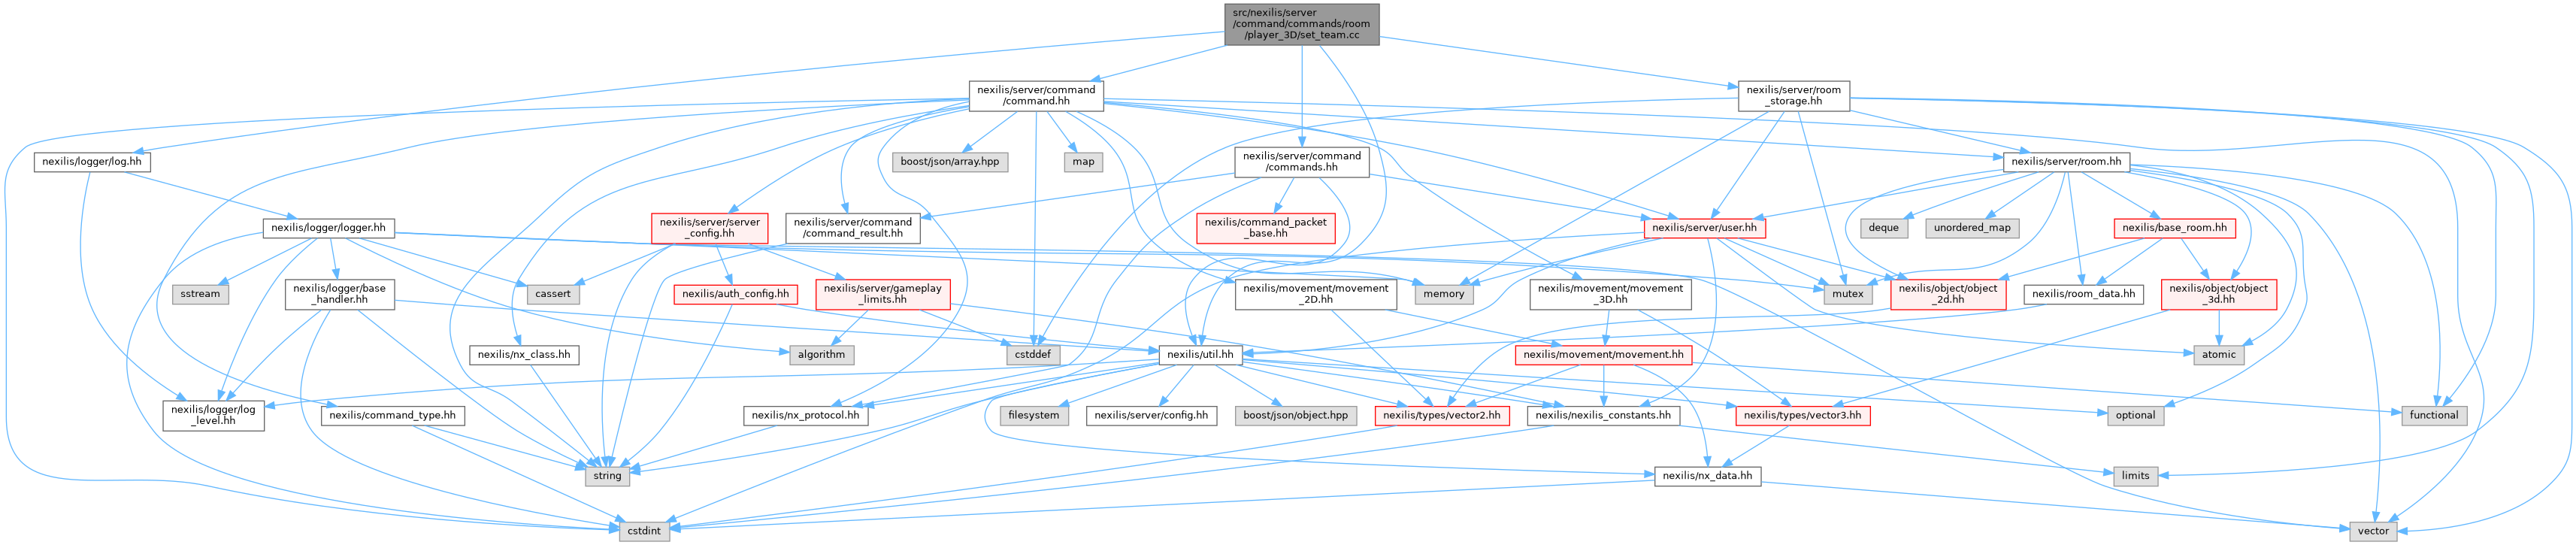 src/nexilis/server
/command/commands/room
/player_3D/set_team.cc
nexilis/server/command
/command.hh
nexilis/server/room
_storage.hh
nexilis/logger/log.hh
boost/json/array.hpp
map
nexilis/server/command
/commands.hh
nexilis/server/room.hh
nexilis/logger/logger.hh
nexilis/server/server
_config.hh
nexilis/server/command
/command_result.hh
nexilis/command_packet
_base.hh
nexilis/server/user.hh
deque
unordered_map
nexilis/base_room.hh
sstream
nexilis/logger/base
_handler.hh
cassert
nexilis/auth_config.hh
nexilis/server/gameplay
_limits.hh
nexilis/movement/movement
_2D.hh
memory
nexilis/movement/movement
_3D.hh
mutex
nexilis/object/object
_2d.hh
nexilis/room_data.hh
nexilis/object/object
_3d.hh
nexilis/nx_class.hh
algorithm
cstddef
nexilis/util.hh
nexilis/movement/movement.hh
atomic
nexilis/logger/log
_level.hh
nexilis/command_type.hh
nexilis/nx_protocol.hh
filesystem
nexilis/server/config.hh
boost/json/object.hpp
nexilis/types/vector2.hh
nexilis/nexilis_constants.hh
nexilis/types/vector3.hh
optional
functional
string
nexilis/nx_data.hh
limits
cstdint
vector